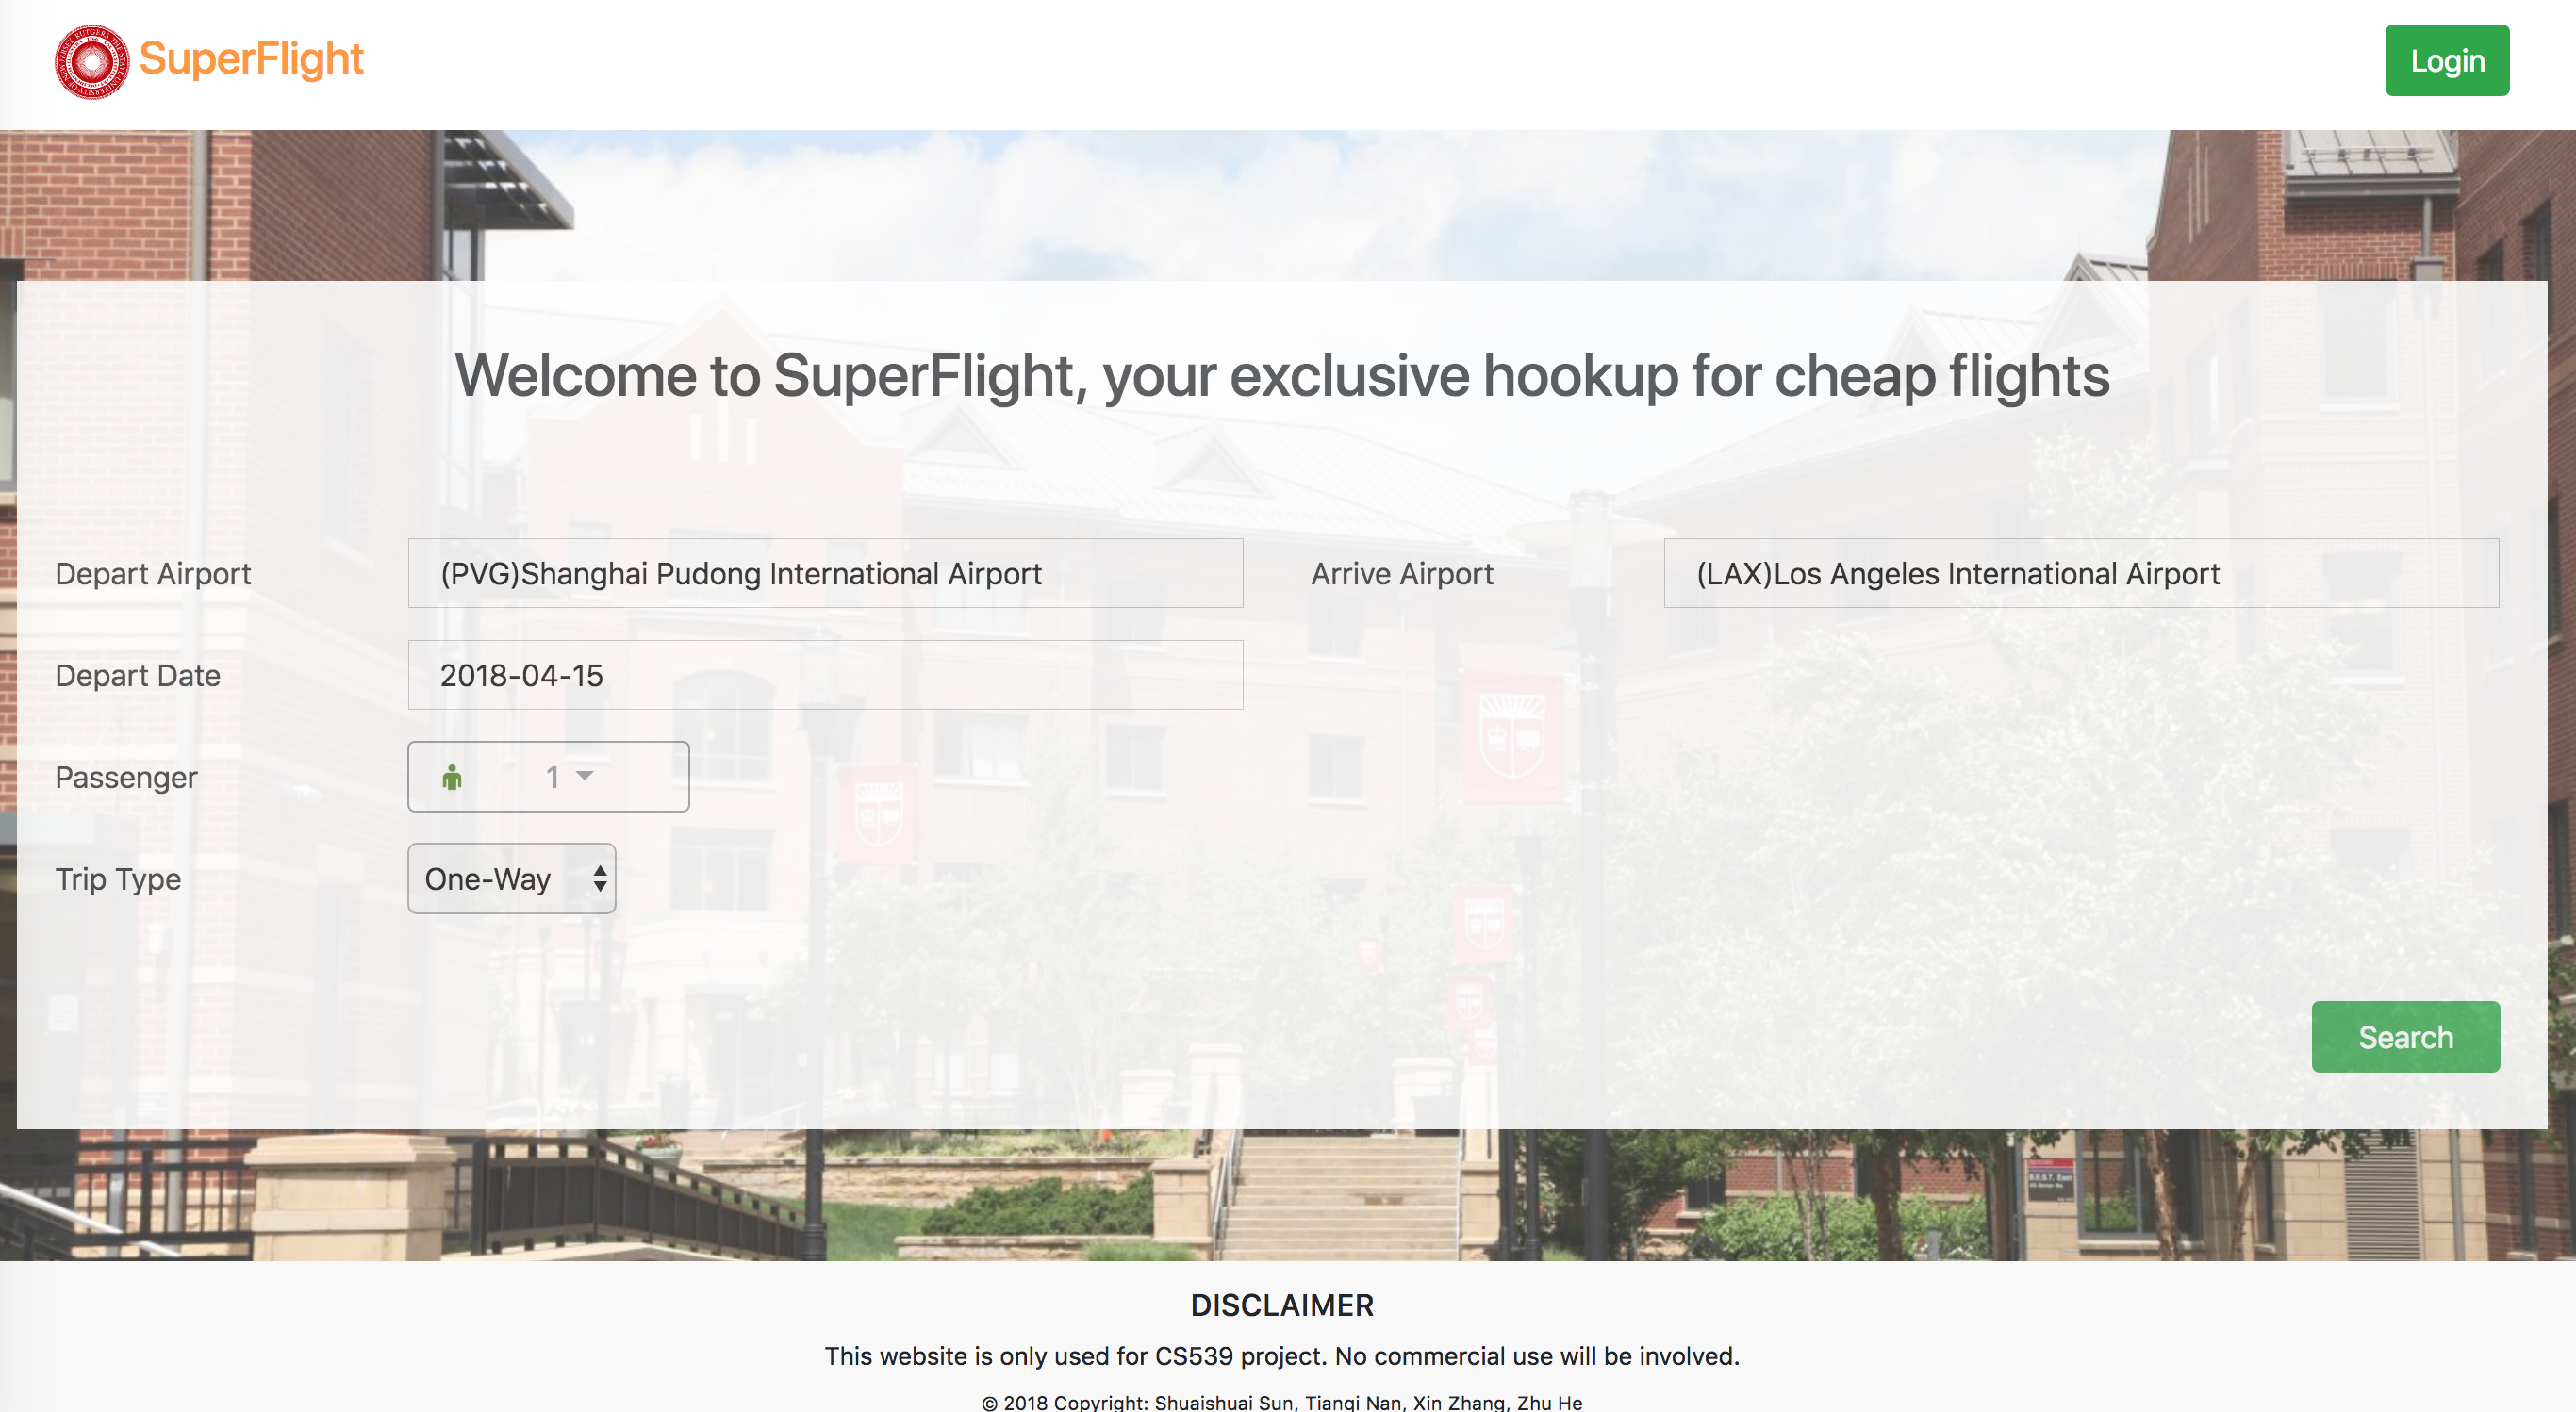 SuperFlight
Login
Welcome to SuperFlight, your exclusive hookup for cheap flights
Depart Airport
(PVG)Shanghai Pudong International Airport
Arrive Airport
(LAX)Los Angeles International Airport
Depart Date
2018-04-15
Passenger
1
Trip Type
One-Way
Search
DISCLAIMER
This website is only used for CS539 project. No commercial use will be involved.
© 2018 Copyright: Shuaishuai Sun, Tianqi Nan, Xin Zhang, Zhu He